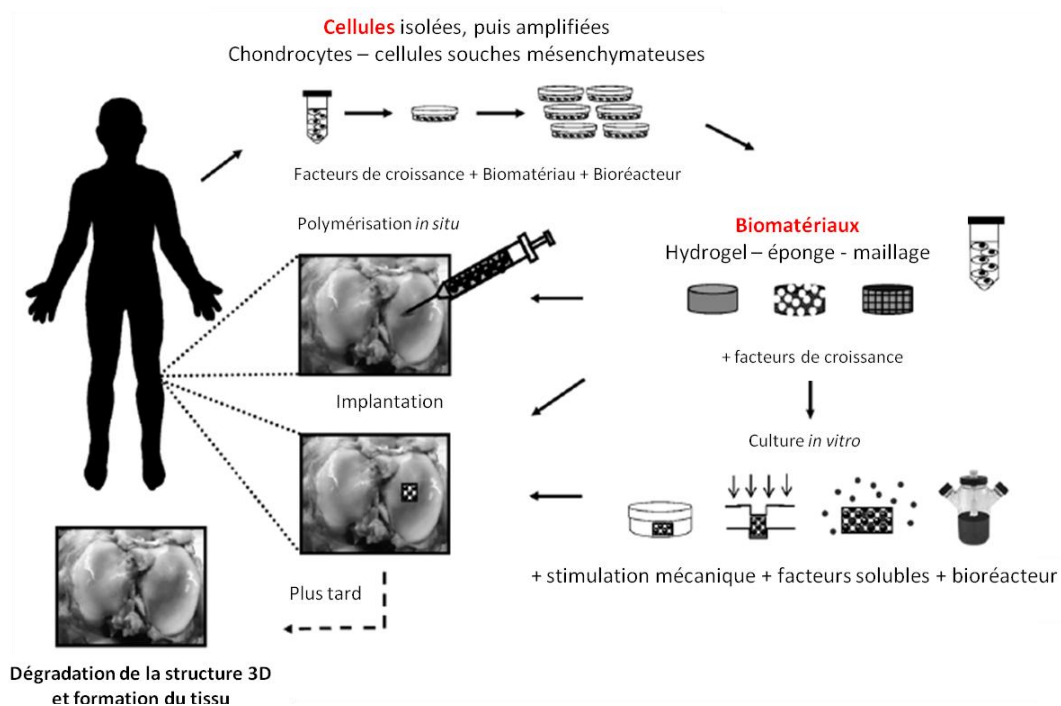 Cellules isolées, puis amplifiées
Chondrocytes – cellules souches mésenchymateuses
Facteurs de croissance + Biomatériau + Bioréacteur
Polymérisation in situ
Biomatériaux
Hydrogel – éponge - maillage
+ facteurs de croissance
Implantation
Culture in vitro
+ stimulation mécanique + facteurs solubles + bioréacteur
Plus tard
Dégradation de la structure 3D
et formation du tissu